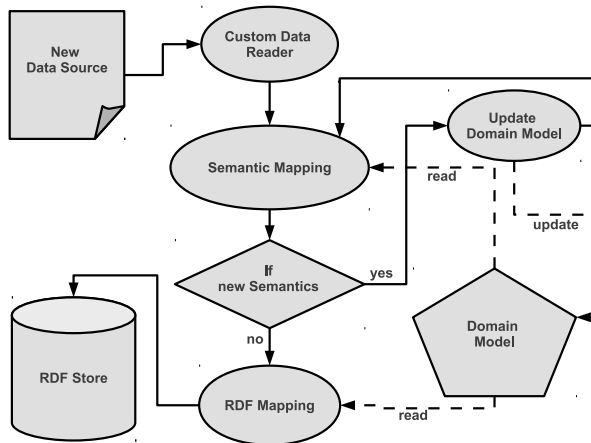 New
Data Source
Custom Data
Reader
Update
Domain Model
Semantic Mapping
read
update
If
new Semantics
yes
Domain
Model
no
RDF Store
RDF Mapping
read